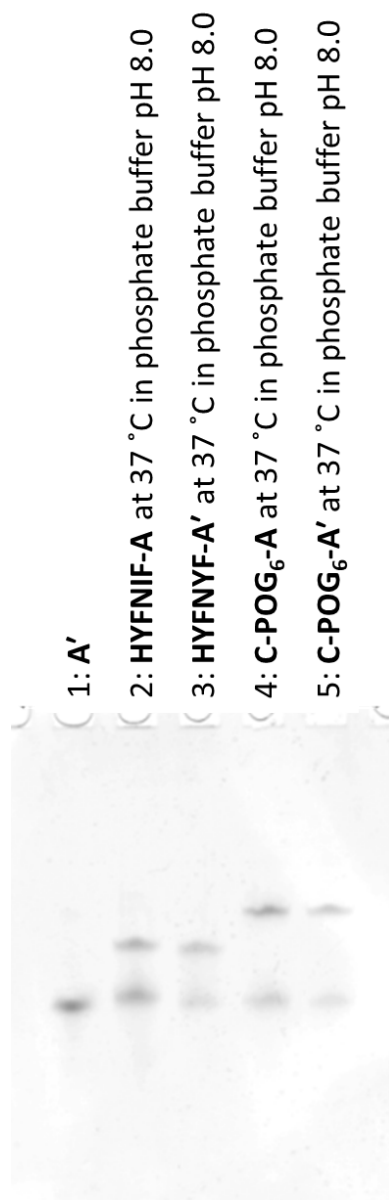 1: A′
2: HYFNIF-A at 37 ˚C in phosphate buffer pH 8.0
3: HYFNYF-A′ at 37 ˚C in phosphate buffer pH 8.0
4: C-POG₆-A at 37 ˚C in phosphate buffer pH 8.0
5: C-POG₆-A′ at 37 ˚C in phosphate buffer pH 8.0